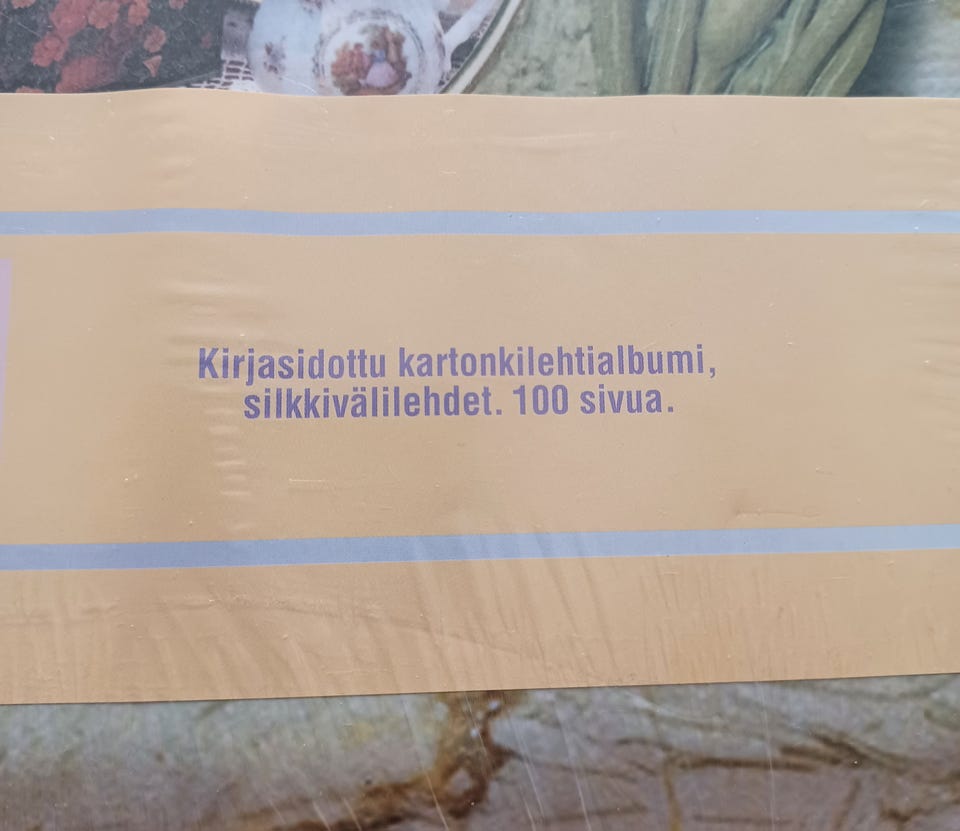 Kirjasidottu kartonkilehtialbumi,
silkkivälilehdet. 100 sivua.